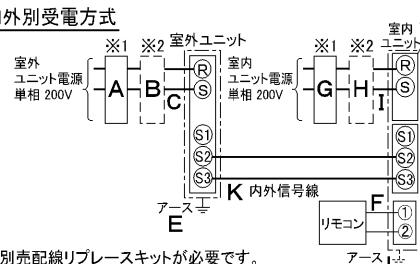 外別受電方式
※1
※2
室外ユニット
※1
※2
室内
ユニット
室外
ユニット電源
単相 200V
A
B
C
R
S
室内
ユニット電源
単相 200V
G
H
I
R
S
S1
S2
S3
S1
S2
S3
K 内外信号線
アース
E
F
リモコン
①
②
別売配線リプレースキットが必要です。
アース